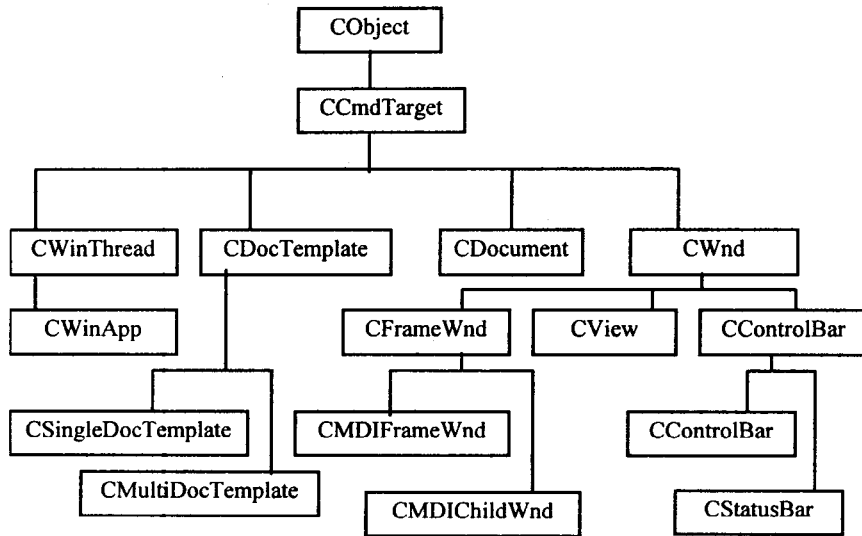 CObject
CCmdTarget
CWinThread
CDocTemplate
CDocument
CWnd
CWinApp
CFrameWnd
CView
CControlBar
CSingleDocTemplate
CMDIFrameWnd
CControlBar
CMultiDocTemplate
CMDIChildWnd
CStatusBar